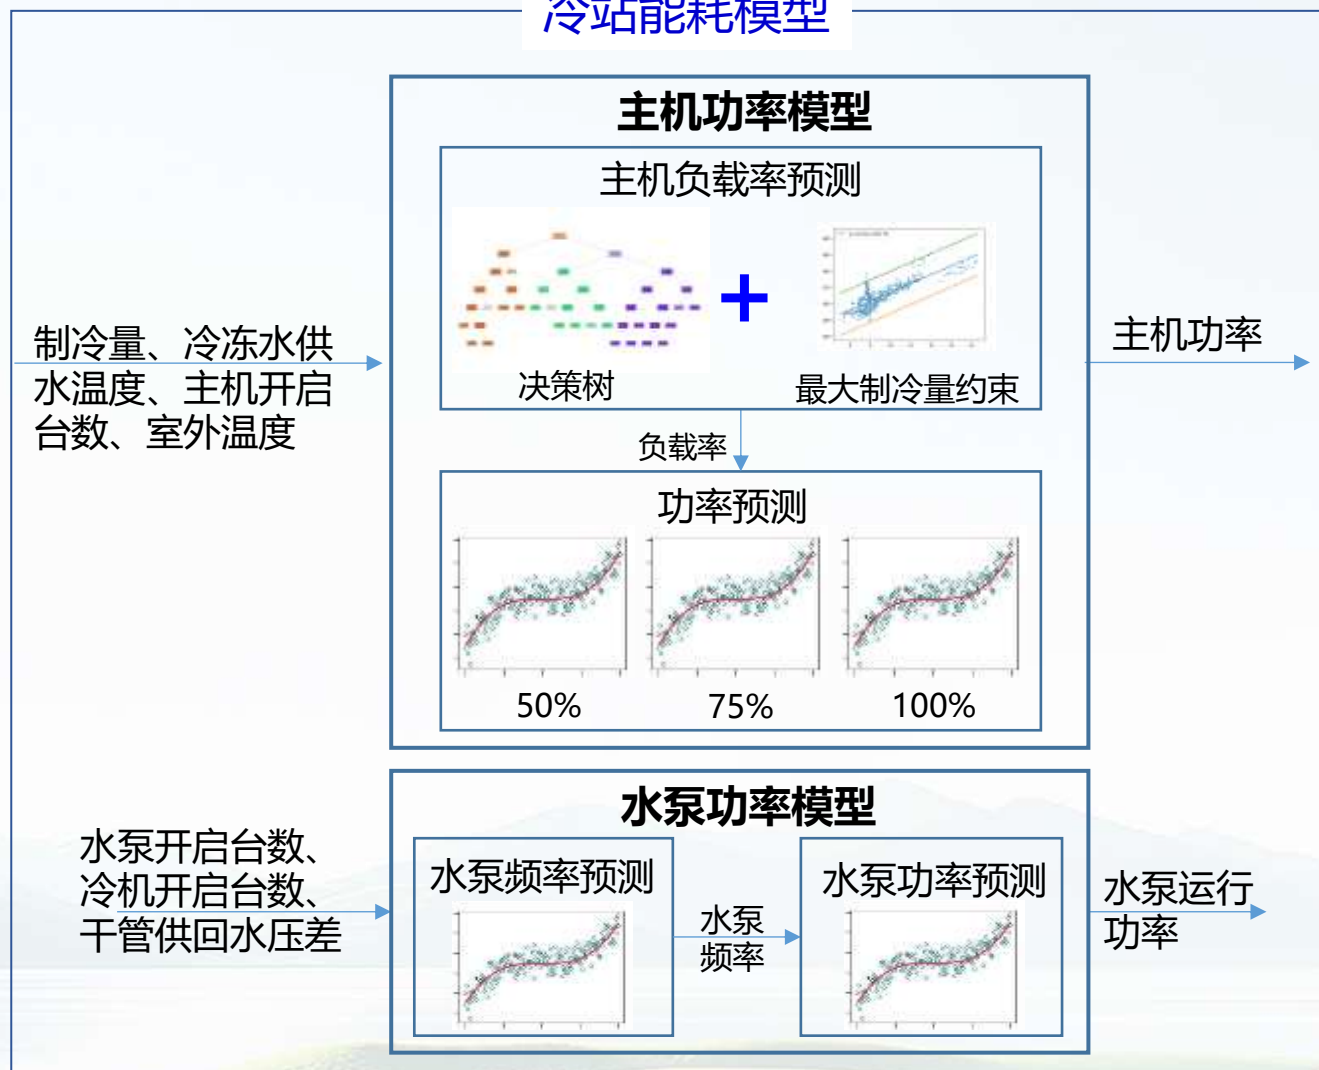 冷站能耗模型
主机功率模型
主机负载率预测
决策树
最大制冷量约束
制冷量、冷冻水供
水温度、主机开启
台数、室外温度
主机功率
负载率
功率预测
50%
75%
100%
水泵功率模型
水泵开启台数、
冷机开启台数、
干管供回水压差
水泵频率预测
水泵
频率
水泵功率预测
水泵运行
功率